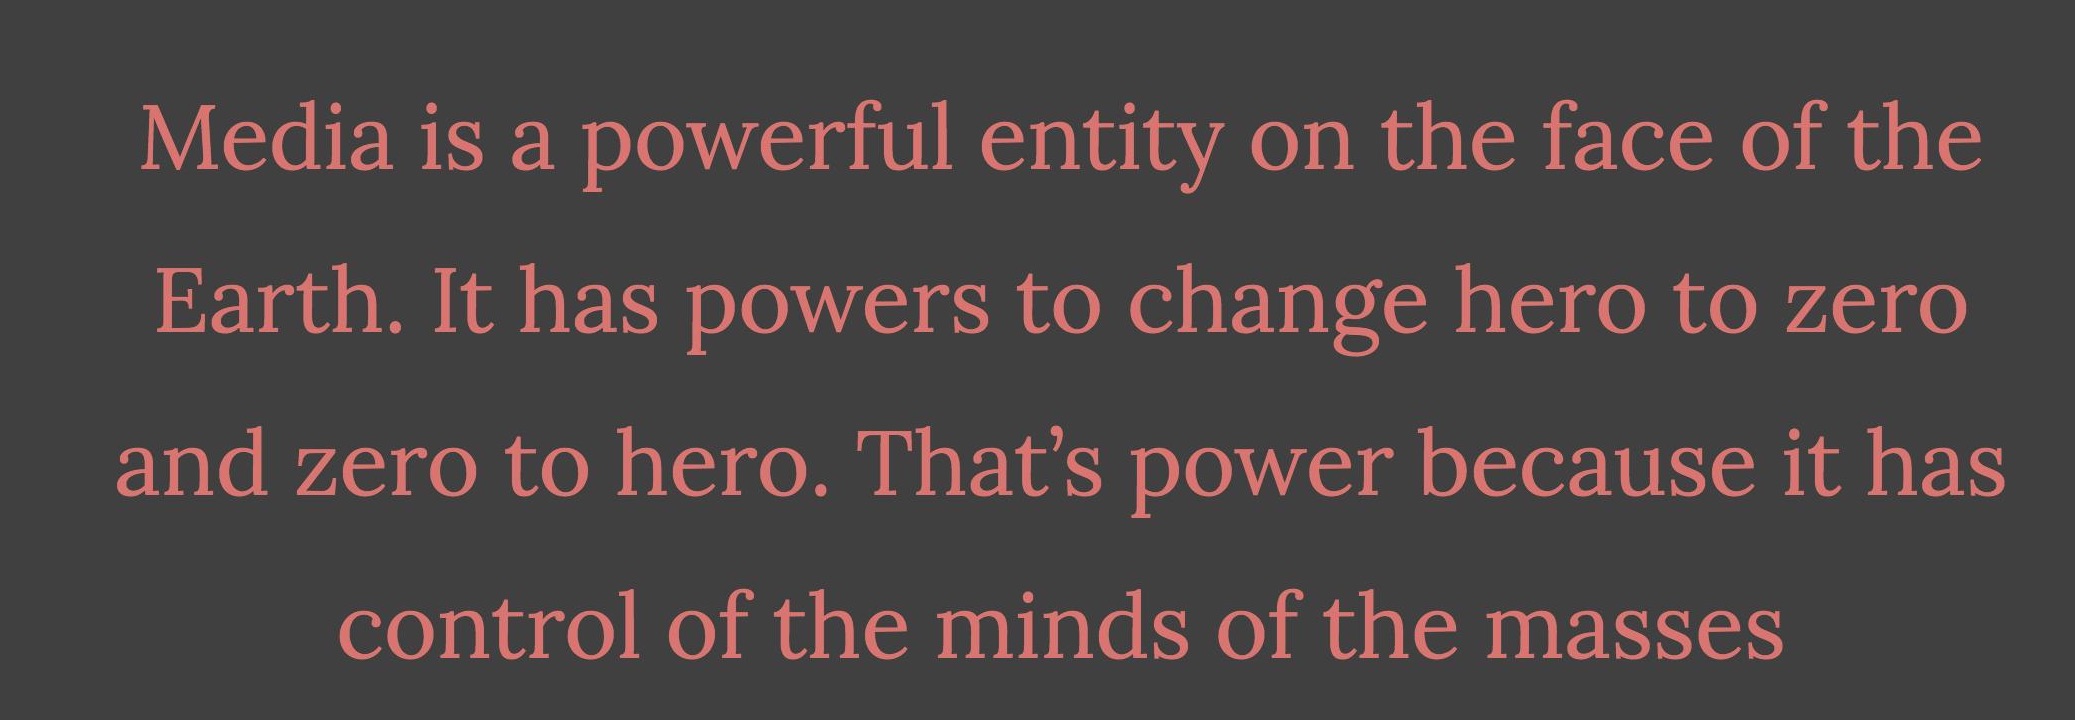 Media is a powerful entity on the face of the
Earth. It has powers to change hero to zero
and zero to hero. That’s power because it has
control of the minds of the masses